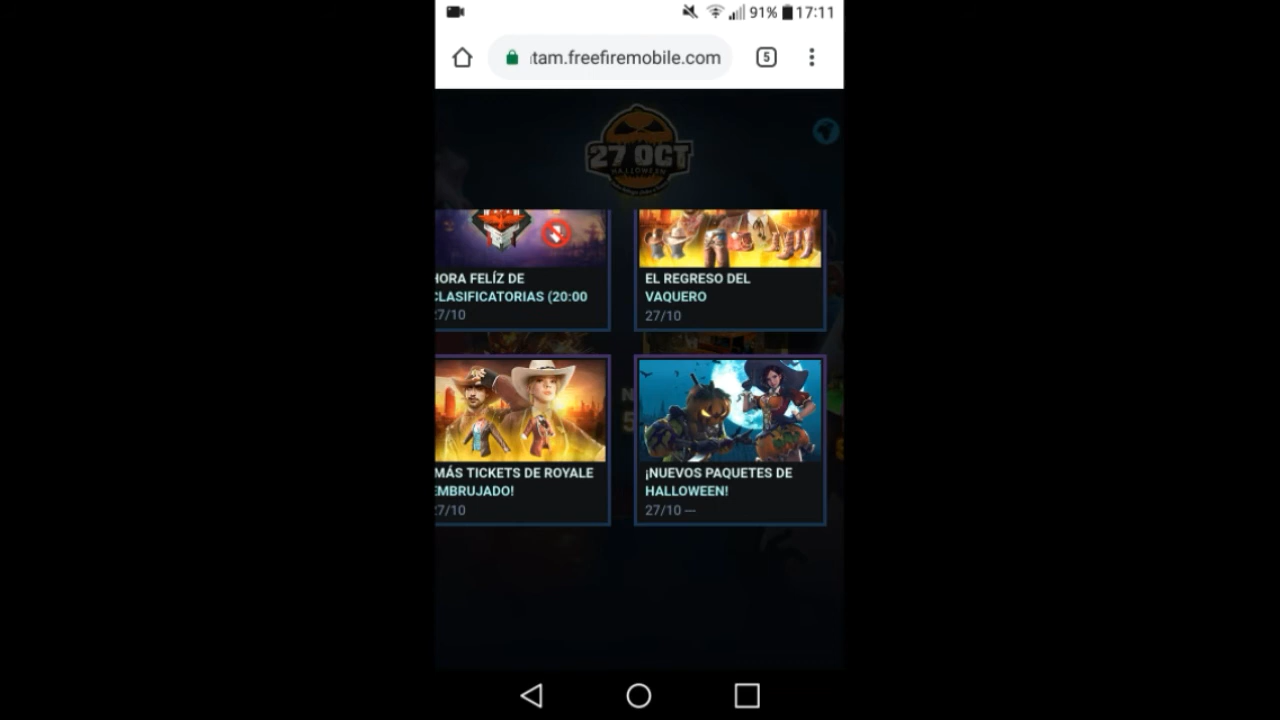 91% 17:11
tam.freefiremobile.com
5
27 OCT
HALLOWEEN
HORA FELÍZ DE
CLASIFICATORIAS (20:00
27/10
EL REGRESO DEL
VAQUERO
27/10
MÁS TICKETS DE ROYALE
EMBRUJADO!
27/10
¡NUEVOS PAQUETES DE
HALLOWEEN!
27/10 —